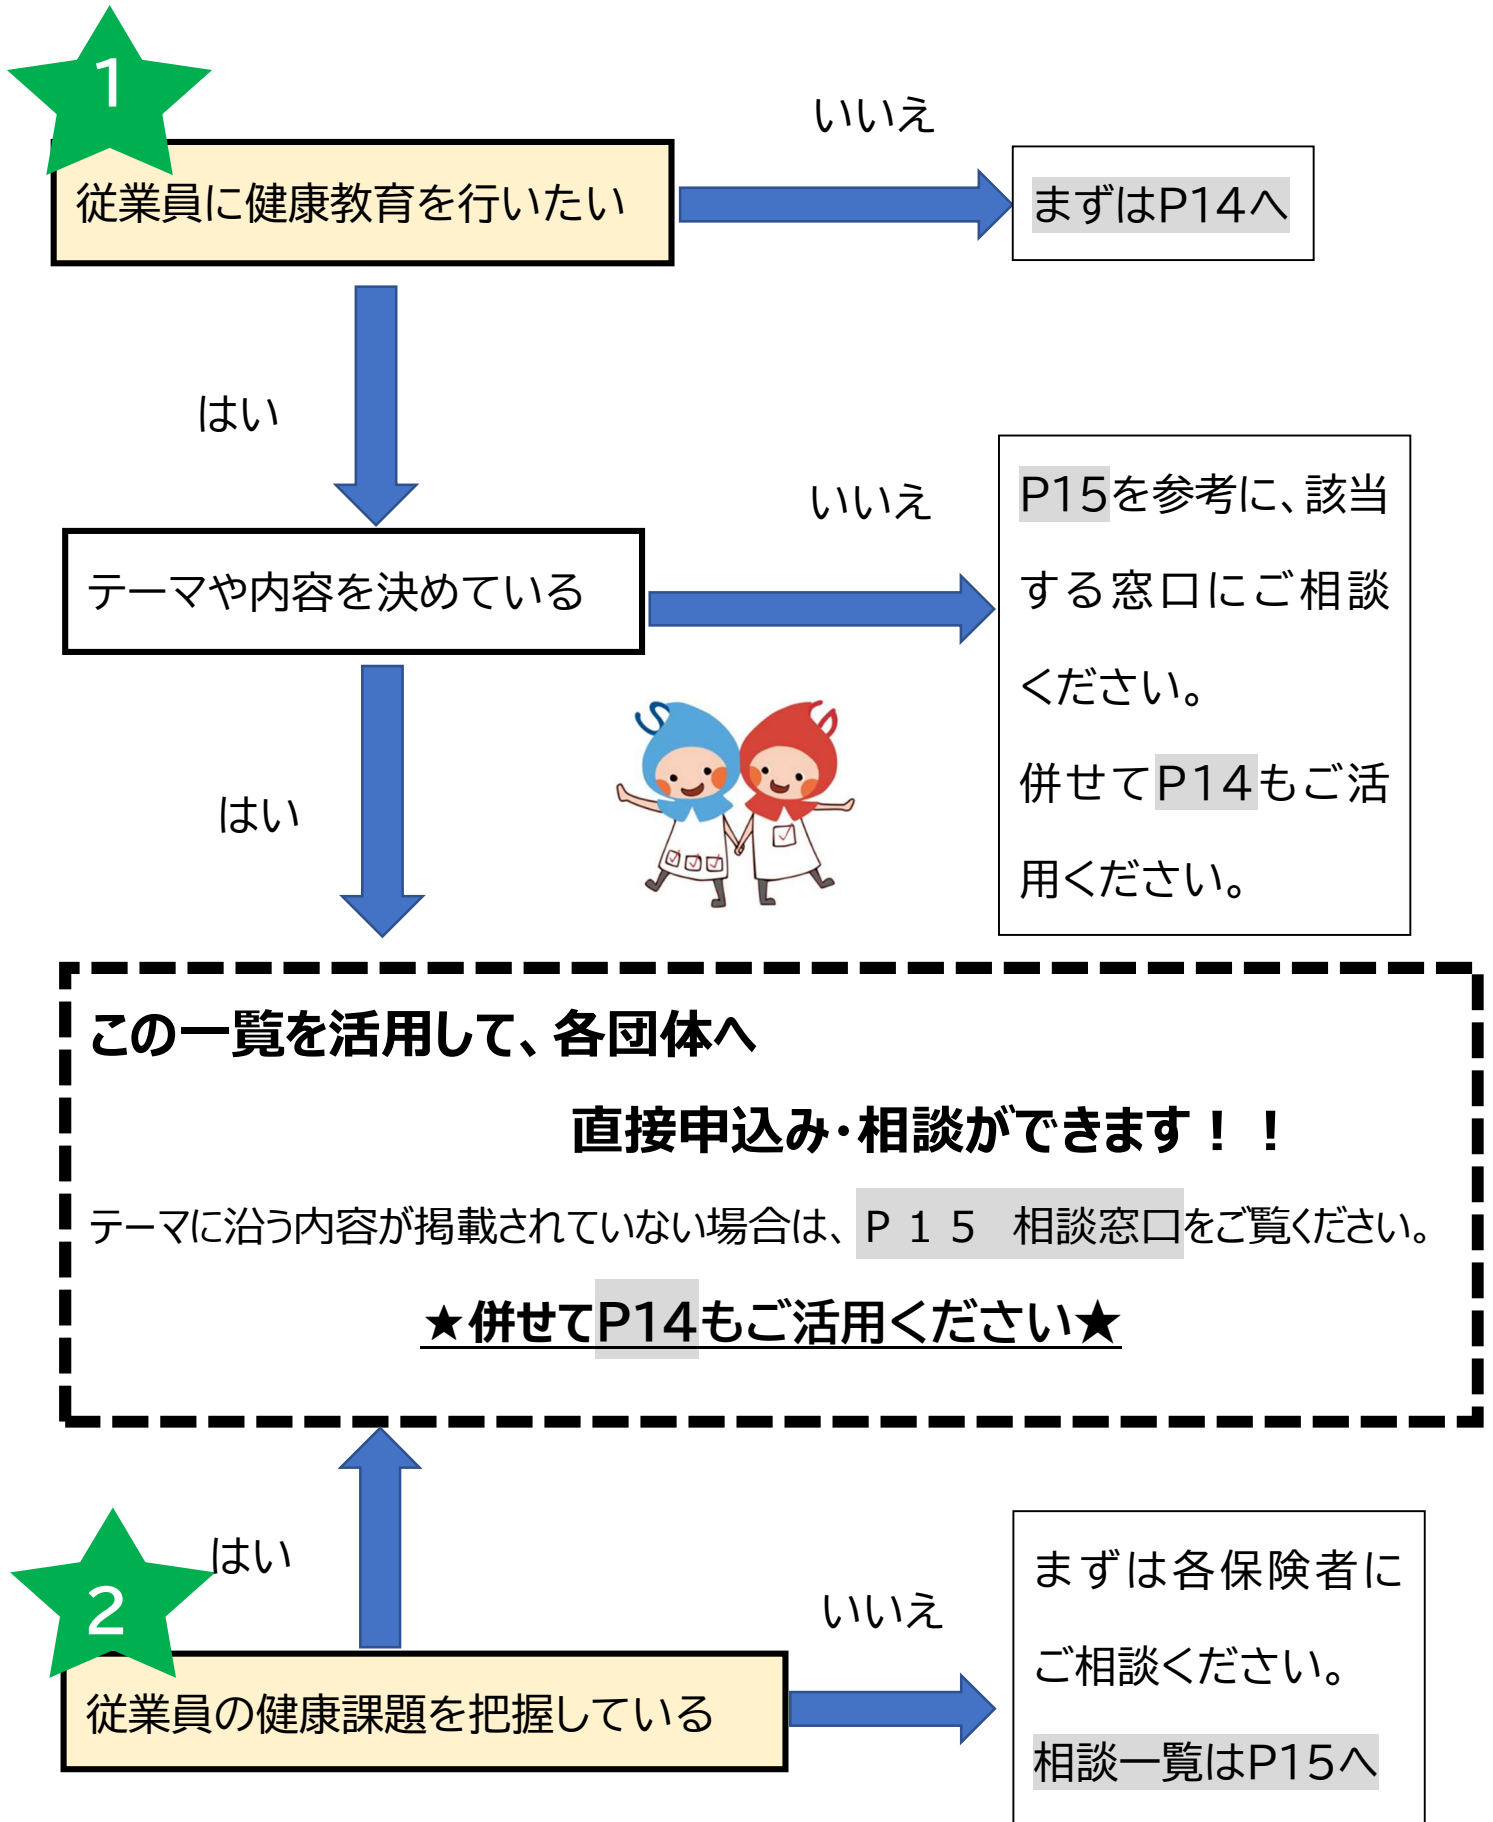 1
いいえ
従業員に健康教育を行いたい
まずはP14へ
はい
いいえ
テーマや内容を決めている
P15を参考に、該当
する窓口にご相談
ください。
併せてP14もご活
用ください。
はい
この一覧を活用して、各団体へ
直接申込み・相談ができます！！
テーマに沿う内容が掲載されていない場合は、P１５　相談窓口をご覧ください。
★併せてP14もご活用ください★
2
はい
いいえ
従業員の健康課題を把握している
まずは各保険者に
ご相談ください。
相談一覧はP15へ